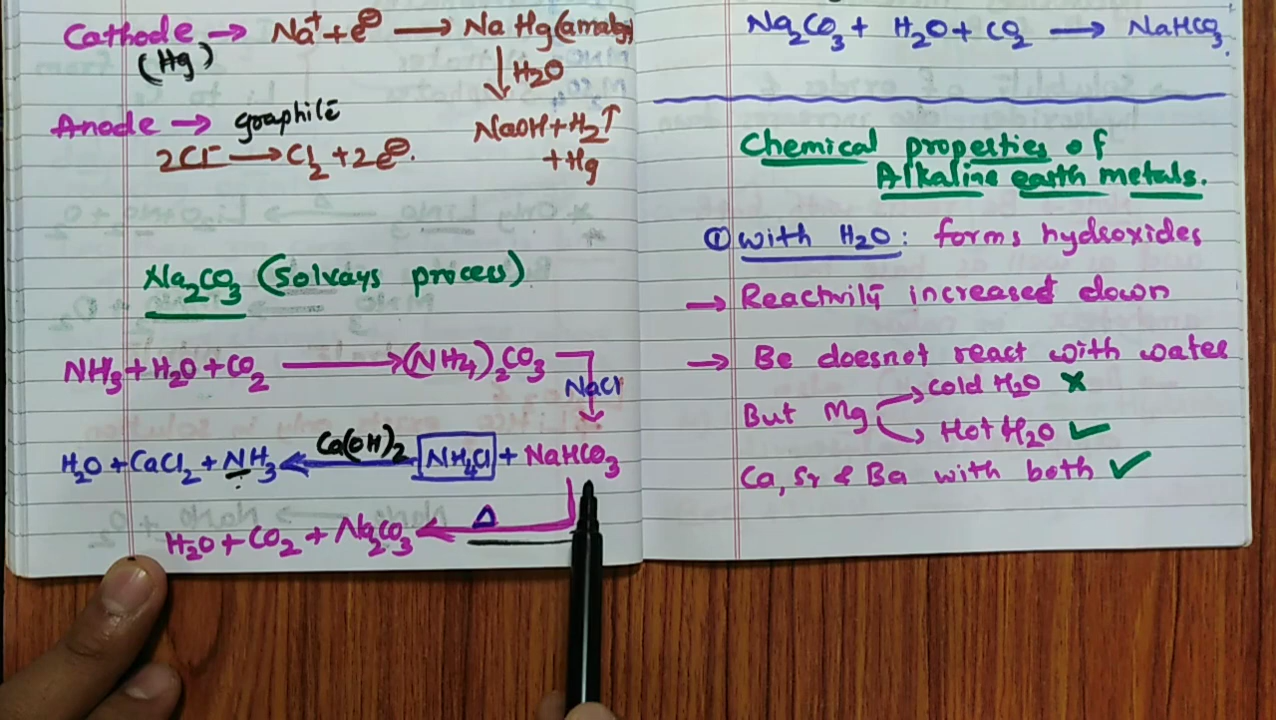 Cathode → Na⁺ + e⊖ → Na Hg (amalg)
(Hg)
↓ H2O
Anode → graphite
NaOH + H2↑
2Cl⁻ → Cl2 + 2e⊖.
+ Hg
Na2CO3 (Solvays process)
NH3 + H2O + CO2 → (NH4)2CO3
NaCl
Ca(OH)2
H2O + CaCl2 + NH3 ← NH4Cl + NaHCO3
Δ
H2O + CO2 + Na2CO3 ←
Na2CO3 + H2O + CO2 → NaHCO3.
Chemical properties of
Alkaline earth metals.
① with H2O: forms hydroxides
→ Reactivity increased down
→ Be doesnot react with water
→ Cold H2O ✗
But Mg
→ Hot H2O ✓
Ca, Sr & Ba with both ✓